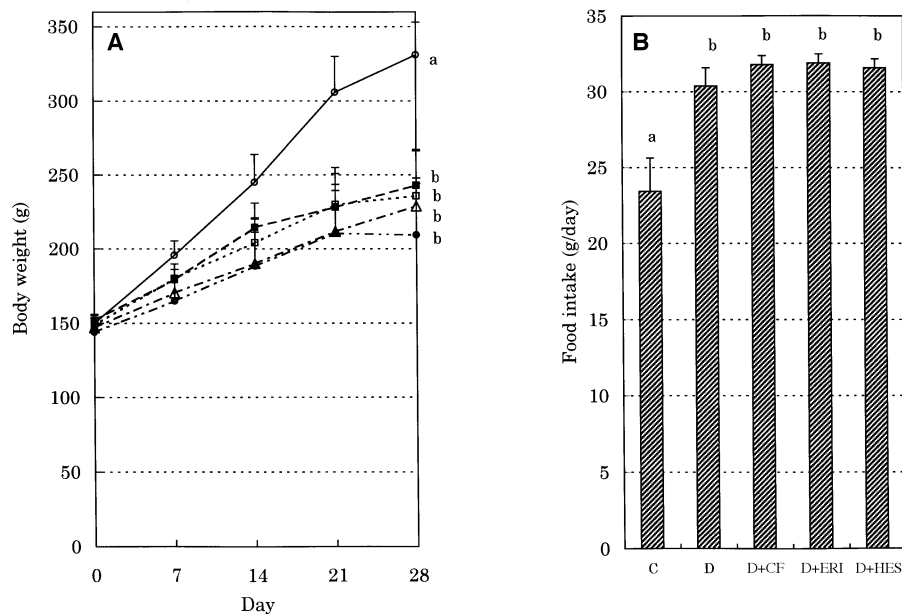 A
350
300
250
200
150
100
50
0
Body weight (g)
0 7 14 21 28
Day
a
b
b
b
b
B
35
30
25
20
15
10
5
0
Food intake (g/day)
a
b
b
b
b
C D D+CF D+ERI D+HES